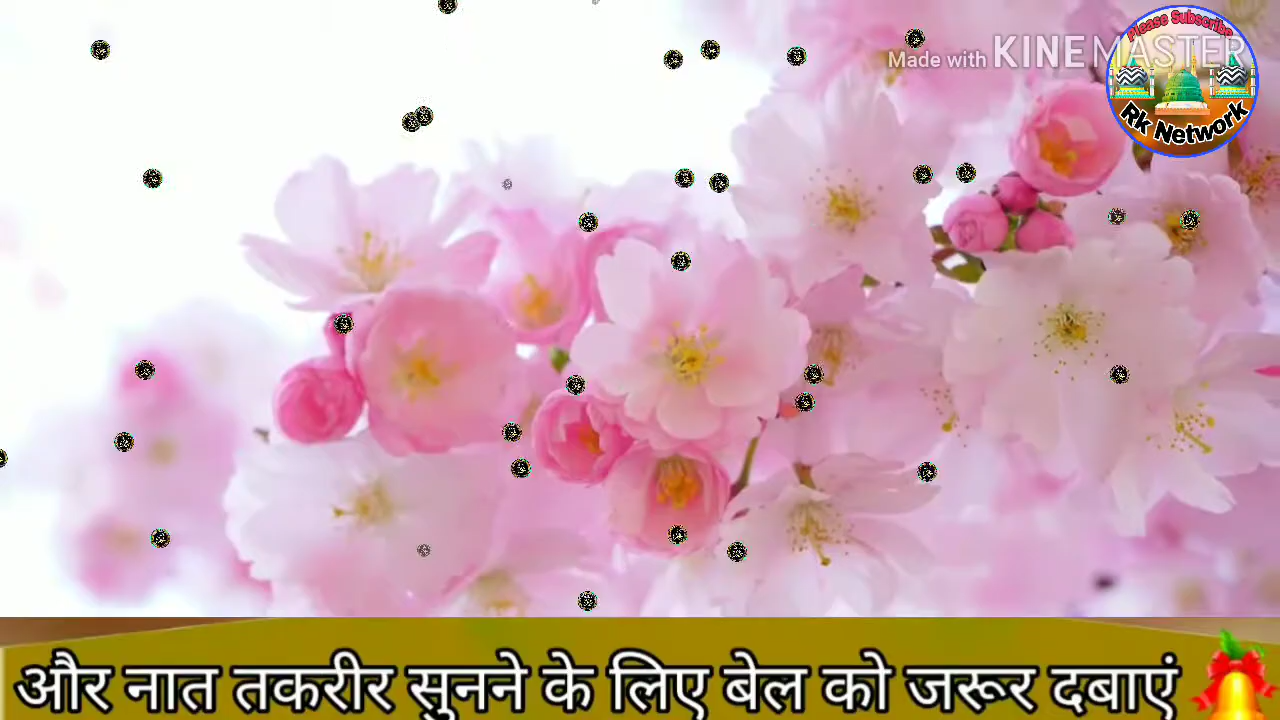 Made with KINEMASTER
Please Subscribe
Rk Network
और नात तकरीर सुनने के लिए बेल को जरूर दबाएं